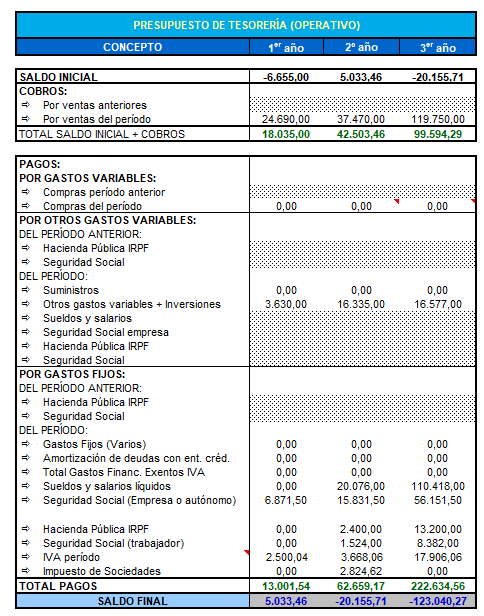 PRESUPUESTO DE TESORERÍA (OPERATIVO)
CONCEPTO 1er año 2º año 3er año
SALDO INICIAL -6.655,00 5.033,46 -20.155,71
COBROS:
⇨ Por ventas anteriores
⇨ Por ventas del período 24.690,00 37.470,00 119.750,00
TOTAL SALDO INICIAL + COBROS 18.035,00 42.503,46 99.594,29
PAGOS:
POR GASTOS VARIABLES:
⇨ Compras período anterior
⇨ Compras del período 0,00 0,00 0,00
POR OTROS GASTOS VARIABLES:
DEL PERÍODO ANTERIOR:
⇨ Hacienda Pública IRPF
⇨ Seguridad Social
DEL PERÍODO:
⇨ Suministros 0,00 0,00 0,00
⇨ Otros gastos variables + Inversiones 3.630,00 16.335,00 16.577,00
⇨ Sueldos y salarios
⇨ Seguridad Social empresa
⇨ Hacienda Pública IRPF
⇨ Seguridad Social
POR GASTOS FIJOS:
DEL PERÍODO ANTERIOR:
⇨ Hacienda Pública IRPF
⇨ Seguridad Social
DEL PERÍODO:
⇨ Gastos Fijos (Varios) 0,00 0,00 0,00
⇨ Amortización de deudas con ent. créd. 0,00 0,00 0,00
⇨ Total Gastos Financ. Exentos IVA 0,00 0,00 0,00
⇨ Sueldos y salarios líquidos 0,00 20.076,00 110.418,00
⇨ Seguridad Social (Empresa o autónomo) 6.871,50 15.831,50 56.151,50
⇨ Hacienda Pública IRPF 0,00 2.400,00 13.200,00
⇨ Seguridad Social (trabajador) 0,00 1.524,00 8.382,00
⇨ IVA período 2.500,04 3.668,06 17.906,06
⇨ Impuesto de Sociedades 0,00 2.824,62 0,00
TOTAL PAGOS 13.001,54 62.659,17 222.634,56
SALDO FINAL 5.033,46 -20.155,71 -123.040,27